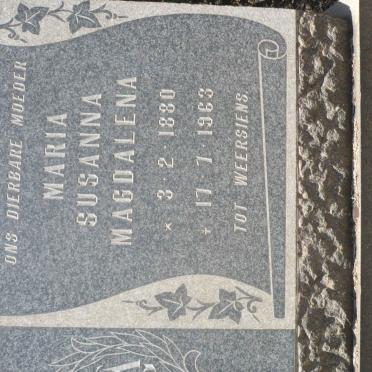 ONS DIERBARE MOEDER
MARIA
SUSANNA
MAGDALENA
* 3·2·1880
+ 17·7·1963
TOT WEERSIENS.